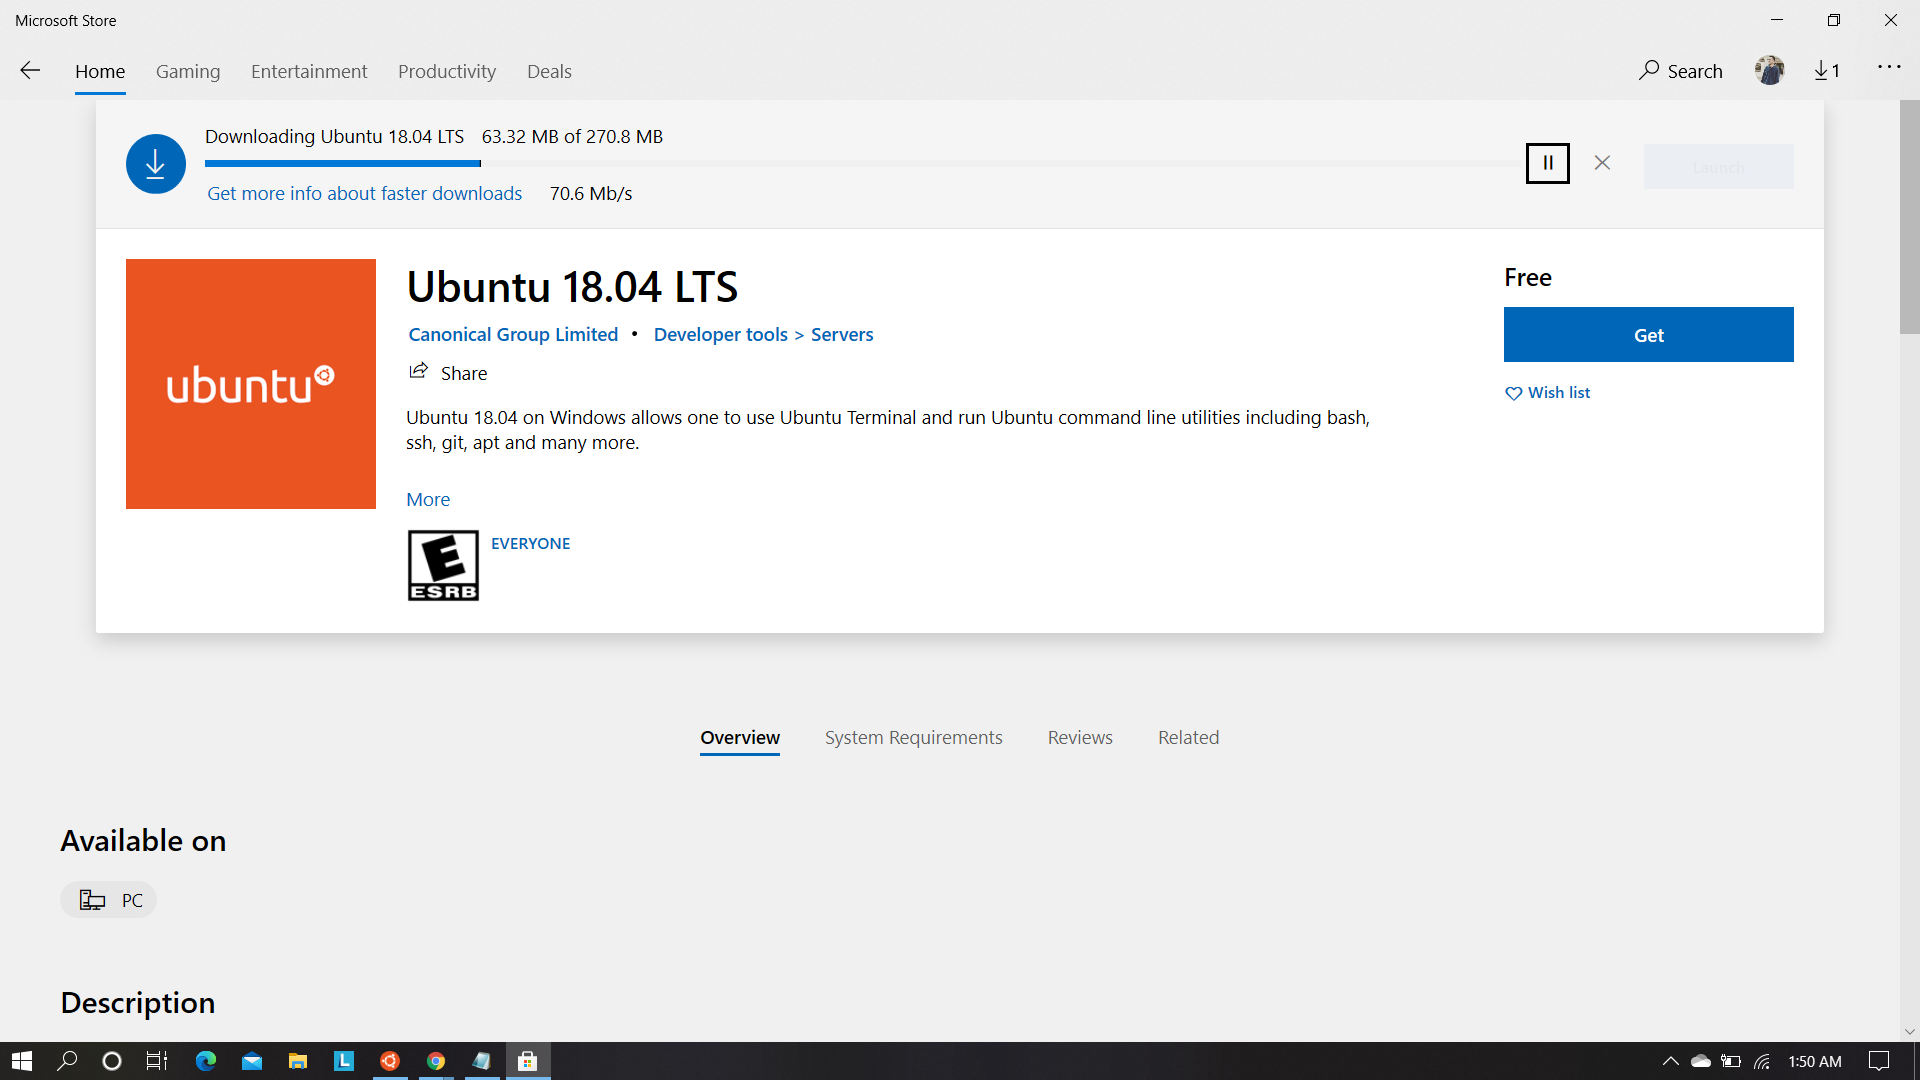 Microsoft Store
Home Gaming Entertainment Productivity Deals Search 1
Downloading Ubuntu 18.04 LTS 63.32 MB of 270.8 MB
Launch
Get more info about faster downloads 70.6 Mb/s
ubuntu
Ubuntu 18.04 LTS
Canonical Group Limited • Developer tools > Servers
Share
Ubuntu 18.04 on Windows allows one to use Ubuntu Terminal and run Ubuntu command line utilities including bash,
ssh, git, apt and many more.
More
E
ESRB
EVERYONE
Free
Get
Wish list
Overview System Requirements Reviews Related
Available on
PC
Description
L
1:50 AM